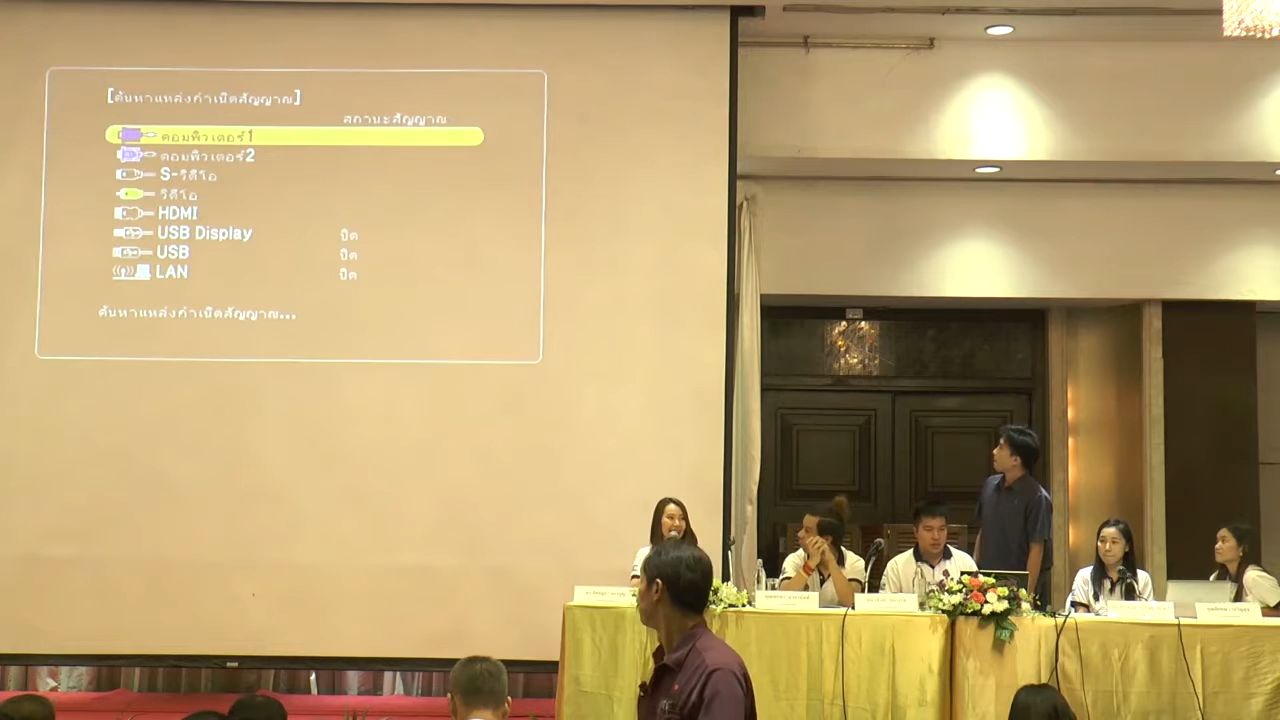 [ค้นหาแหล่งกำเนิดสัญญาณ]
สถานะสัญญาณ
คอมพิวเตอร์1
คอมพิวเตอร์2
S-วิดีโอ
วิดีโอ
HDMI
USB Display ปิด
USB ปิด
LAN ปิด
ค้นหาแหล่งกำเนิดสัญญาณ...